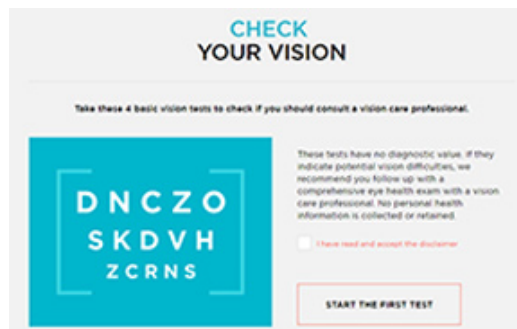 CHECK
YOUR VISION
Take these 4 basic vision tests to check if you should consult a vision care professional.
DNCZO
SKDVH
ZCRNS
These tests have no diagnostic value. If they
indicate potential vision difficulties, we
recommend you follow up with a
comprehensive eye health exam with a vision
care professional. No personal health
information is collected or retained.
I have read and accept the disclaimer
START THE FIRST TEST